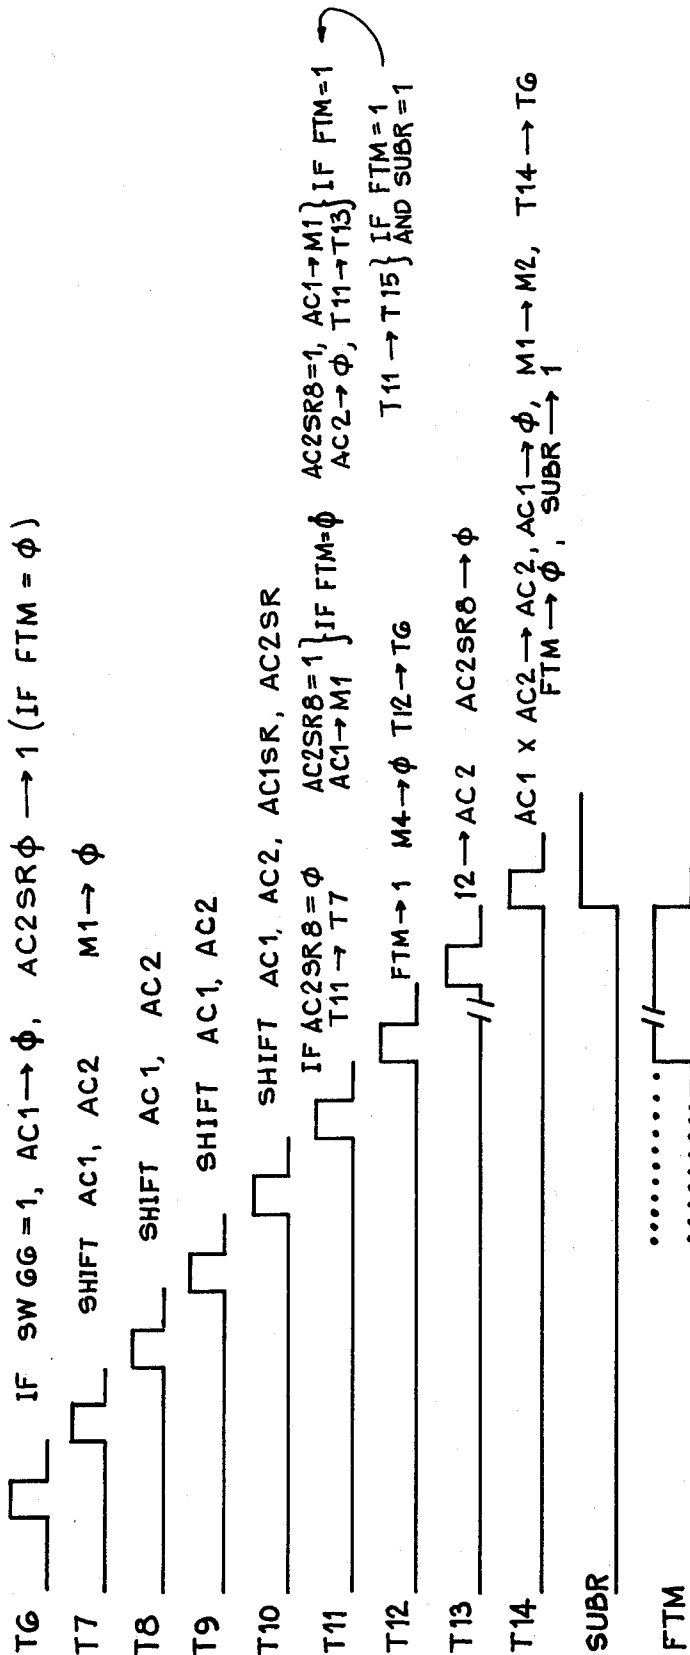 T6 IF SW GG = 1, AC1 → ϕ, AC2SRϕ → 1 (IF FTM = ϕ)
T7 SHIFT AC1, AC2 M1 → ϕ
T8 SHIFT AC1, AC2
T9 SHIFT AC1, AC2
T10 SHIFT AC1, AC2, AC1SR, AC2SR
T11 IF AC2SR8 = ϕ AC2SR8 = 1 } IF FTM = ϕ AC2SR8 = 1, AC1 → M1 } IF FTM = 1
T11 → T7 AC1 → M1 AC2 → ϕ, T11 → T13
T11 → T15 } IF FTM = 1
AND SUBR = 1
T12 FTM → 1 M4 → ϕ T12 → T6
T13 12 → AC2 AC2SR8 → ϕ
T14 AC1 X AC2 → AC2, AC1 → ϕ, M1 → M2, T14 → T6
FTM → ϕ, SUBR → 1
SUBR
FTM